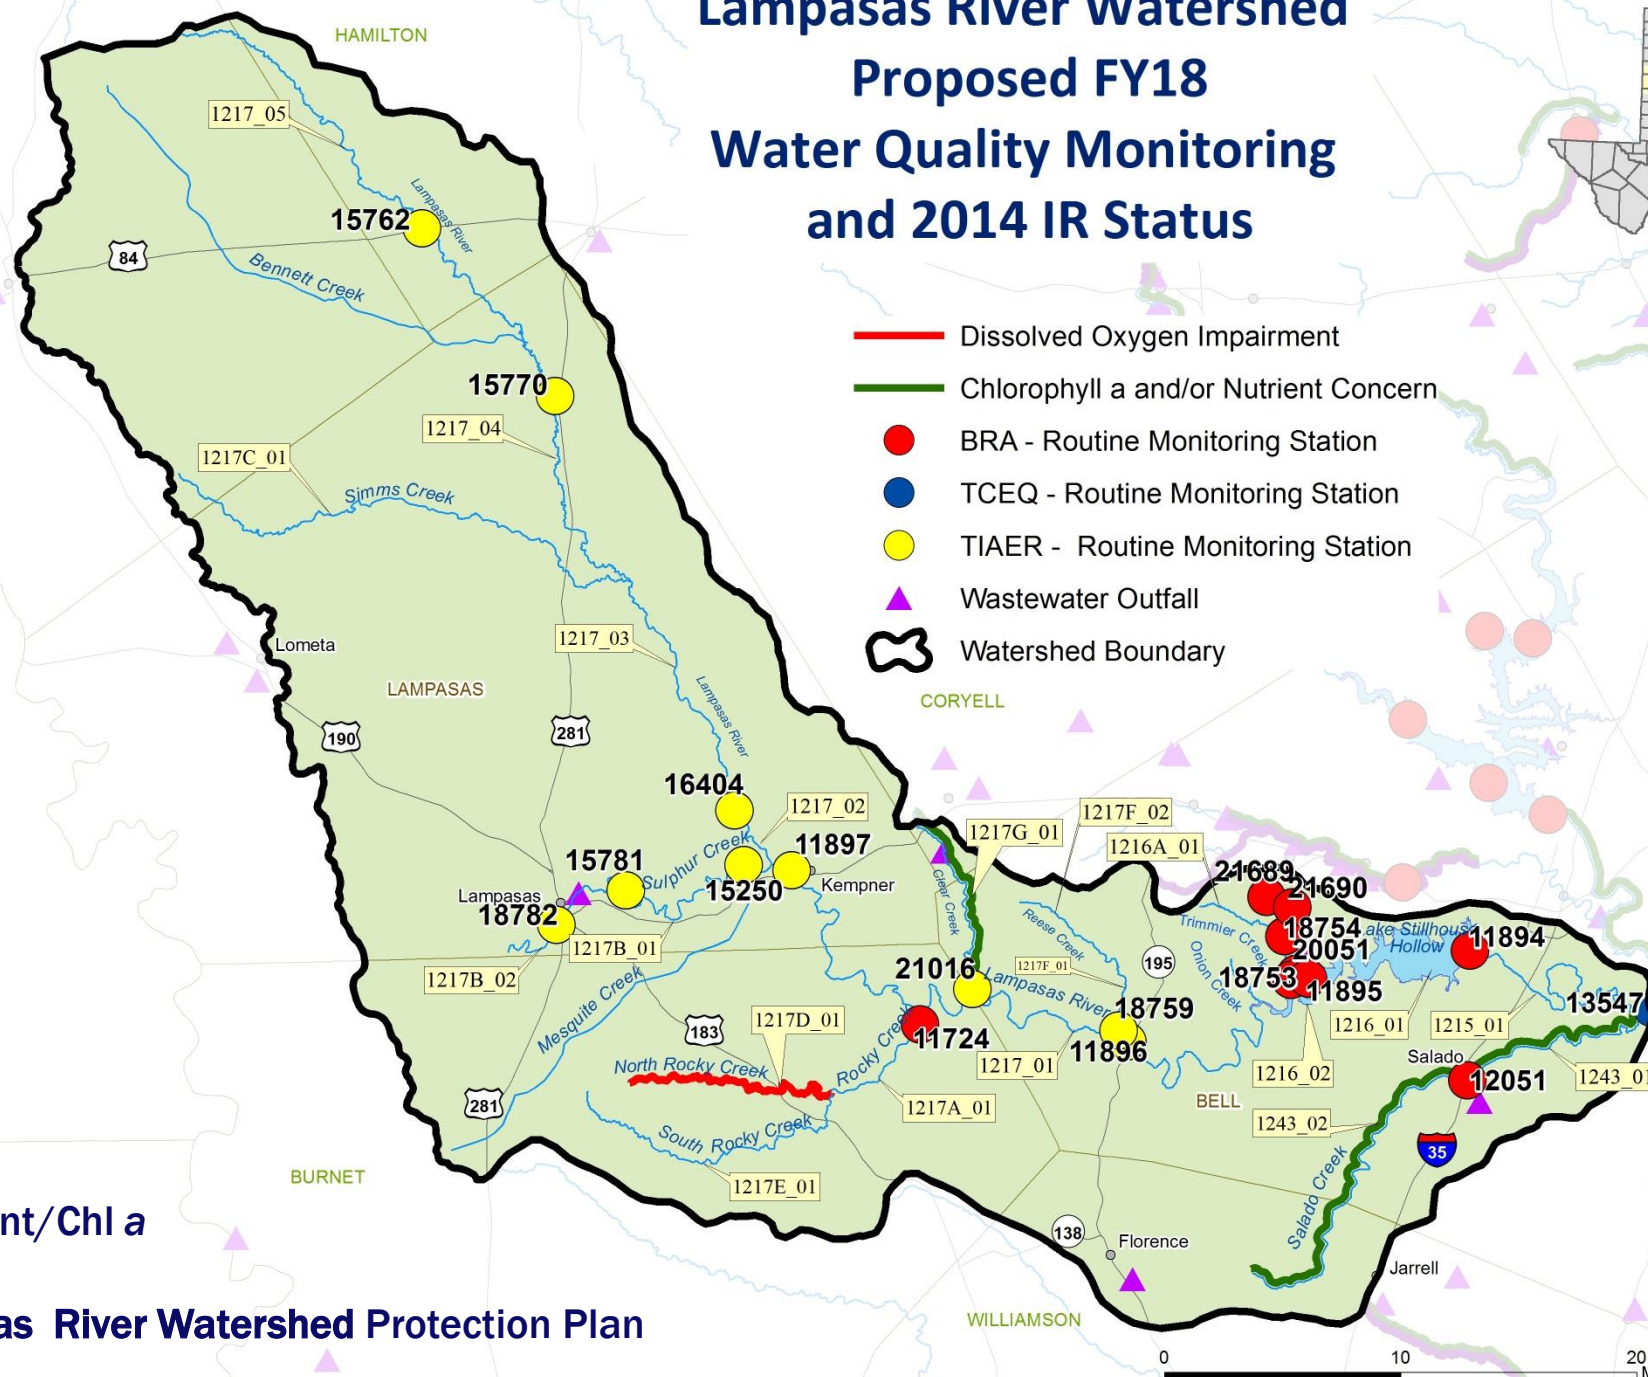 Lampasas River Watershed
Proposed FY18
Water Quality Monitoring
and 2014 IR Status
Dissolved Oxygen Impairment
Chlorophyll a and/or Nutrient Concern
BRA - Routine Monitoring Station
TCEQ - Routine Monitoring Station
TIAER - Routine Monitoring Station
Wastewater Outfall
Watershed Boundary
HAMILTON
1217_05
15762
Lampasas River
84
Bennett Creek
15770
1217_04
1217C_01
Simms Creek
1217_03
Lometa
LAMPASAS
Lampasas River
190
281
CORYELL
16404
1217_02
11897
Kempner
15781
Sulphur Creek
15250
Lampasas
18782
1217B_01
1217B_02
Mesquite Creek
1217G_01
1217F_02
1216A_01
Clear Creek
Reese Creek
21689
21690
Trimmier Creek
18754
20051
ake Stillhouse
Hollow
11894
Onion Creek
18753
11895
195
1217F_01
21016
Lampasas River
18759
11896
11724
1217_01
1216_01
1215_01
13547
1216_02
Salado
12051
1243_01
1243_02
BELL
183
1217D_01
North Rocky Creek
Rocky Creek
1217A_01
281
South Rocky Creek
1217E_01
BURNET
35
Salado Creek
138
Florence
Jarrell
WILLIAMSON
nt/Chl a
as River Watershed Protection Plan
0
10
20